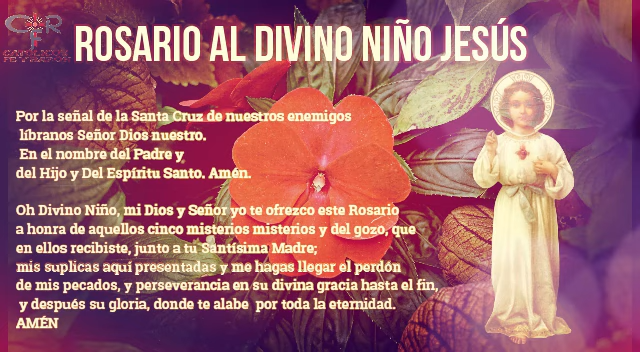 CFR
ROSARIO AL DIVINO NIÑO JESÚS
Por la señal de la Santa Cruz de nuestros enemigos
líbranos Señor Dios nuestro.
En el nombre del Padre y
del Hijo y Del Espíritu Santo. Amén.
Oh Divino Niño, mi Dios y Señor yo te ofrezco este Rosario
a honra de aquellos cinco misterios misterios y del gozo, que
en ellos recibiste, junto a tu Santísima Madre;
mis suplicas aquí presentadas y me hagas llegar el perdón
de mis pecados, y perseverancia en su divina gracia hasta el fin,
y después su gloria, donde te alabe por toda la eternidad.
AMÉN